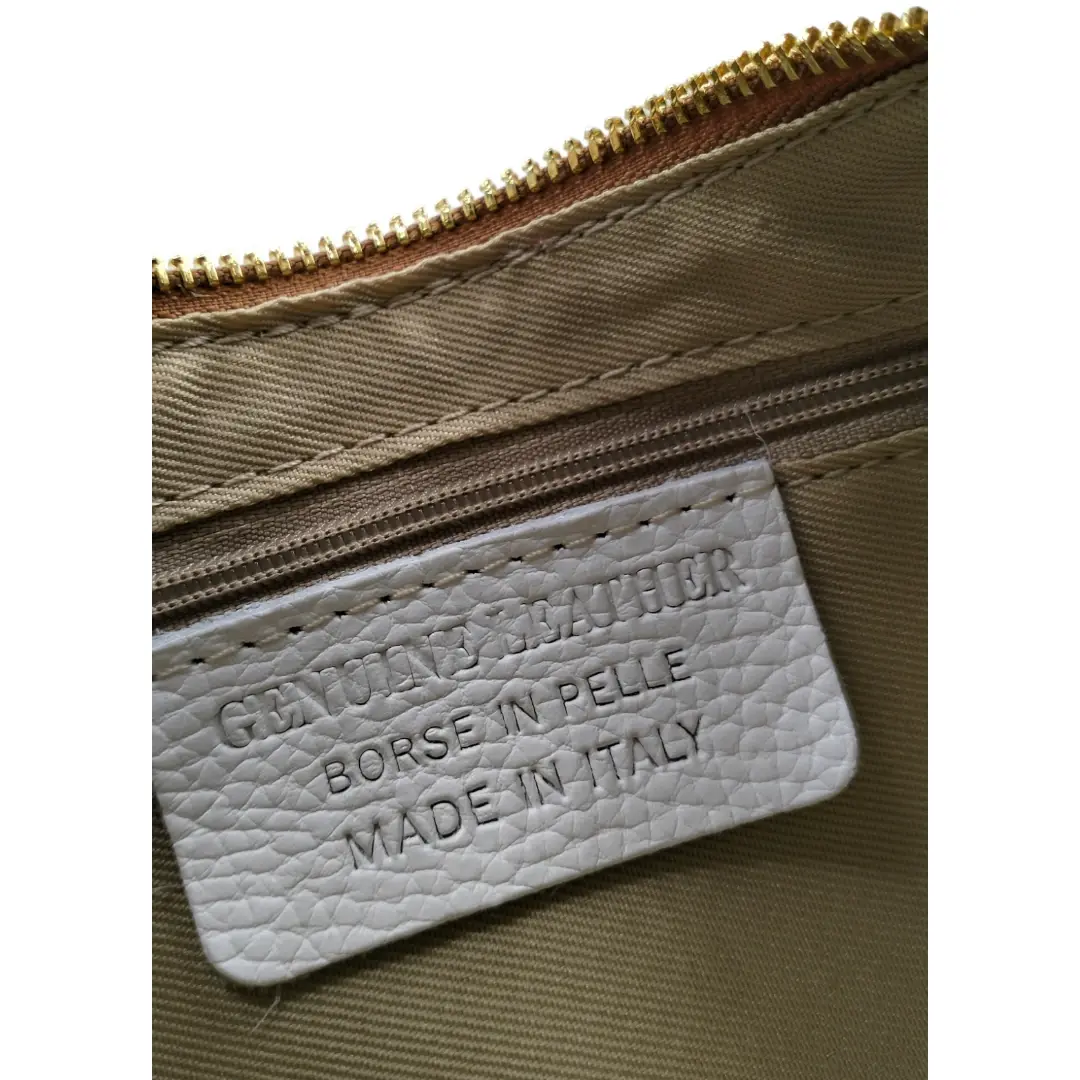 GENUINE LEATHER
BORSE IN PELLE
MADE IN ITALY